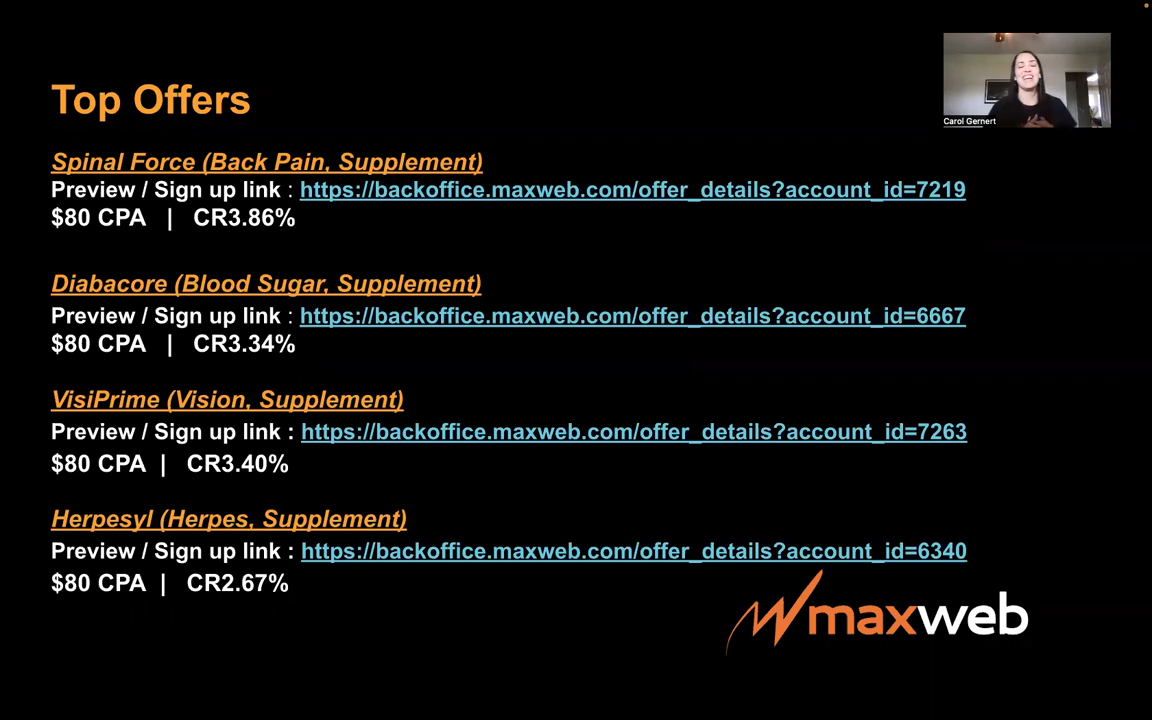 Top Offers
Carol Gernert
Spinal Force (Back Pain, Supplement)
Preview / Sign up link : https://backoffice.maxweb.com/offer_details?account_id=7219
$80 CPA | CR3.86%
Diabacore (Blood Sugar, Supplement)
Preview / Sign up link : https://backoffice.maxweb.com/offer_details?account_id=6667
$80 CPA | CR3.34%
VisiPrime (Vision, Supplement)
Preview / Sign up link : https://backoffice.maxweb.com/offer_details?account_id=7263
$80 CPA | CR3.40%
Herpesyl (Herpes, Supplement)
Preview / Sign up link : https://backoffice.maxweb.com/offer_details?account_id=6340
$80 CPA | CR2.67%
maxweb